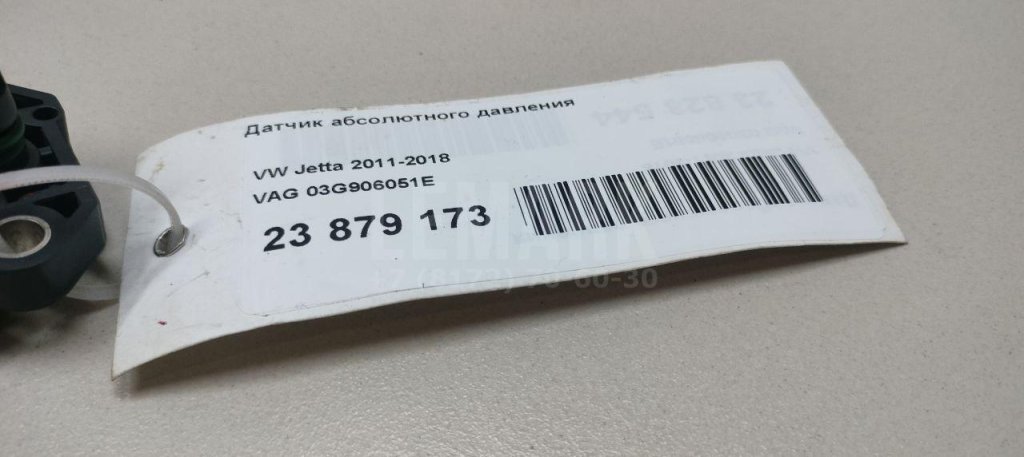 Датчик абсолютного давления
VW Jetta 2011-2018
VAG 03G906051E
23 879 173